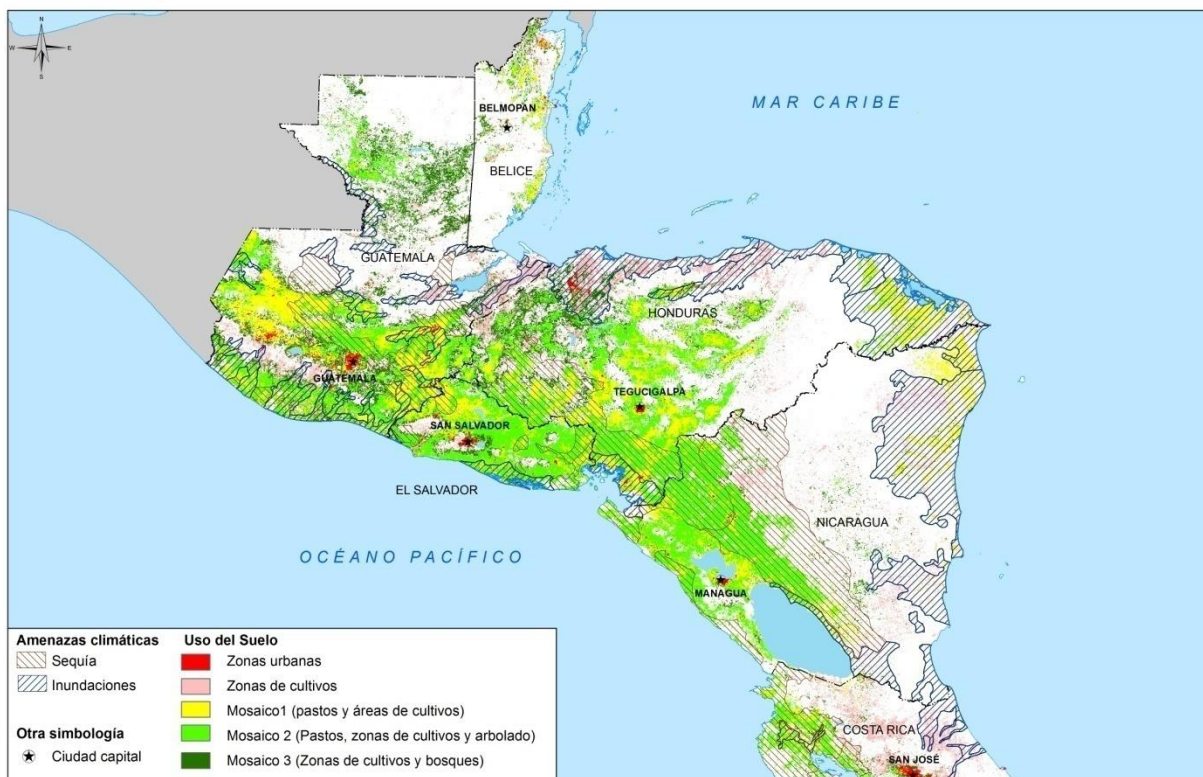 N
W E
S
MAR CARIBE
BELMOPAN
BELICE
GUATEMALA
HONDURAS
GUATEMALA
TEGUCIGALPA
SAN SALVADOR
EL SALVADOR
NICARAGUA
OCÉANO PACÍFICO
MANAGUA
COSTA RICA
SAN JOSÉ
Amenazas climáticas
Sequía
Inundaciones
Otra simbología
Ciudad capital
Uso del Suelo
Zonas urbanas
Zonas de cultivos
Mosaico1 (pastos y áreas de cultivos)
Mosaico 2 (Pastos, zonas de cultivos y arbolado)
Mosaico 3 (Zonas de cultivos y bosques)